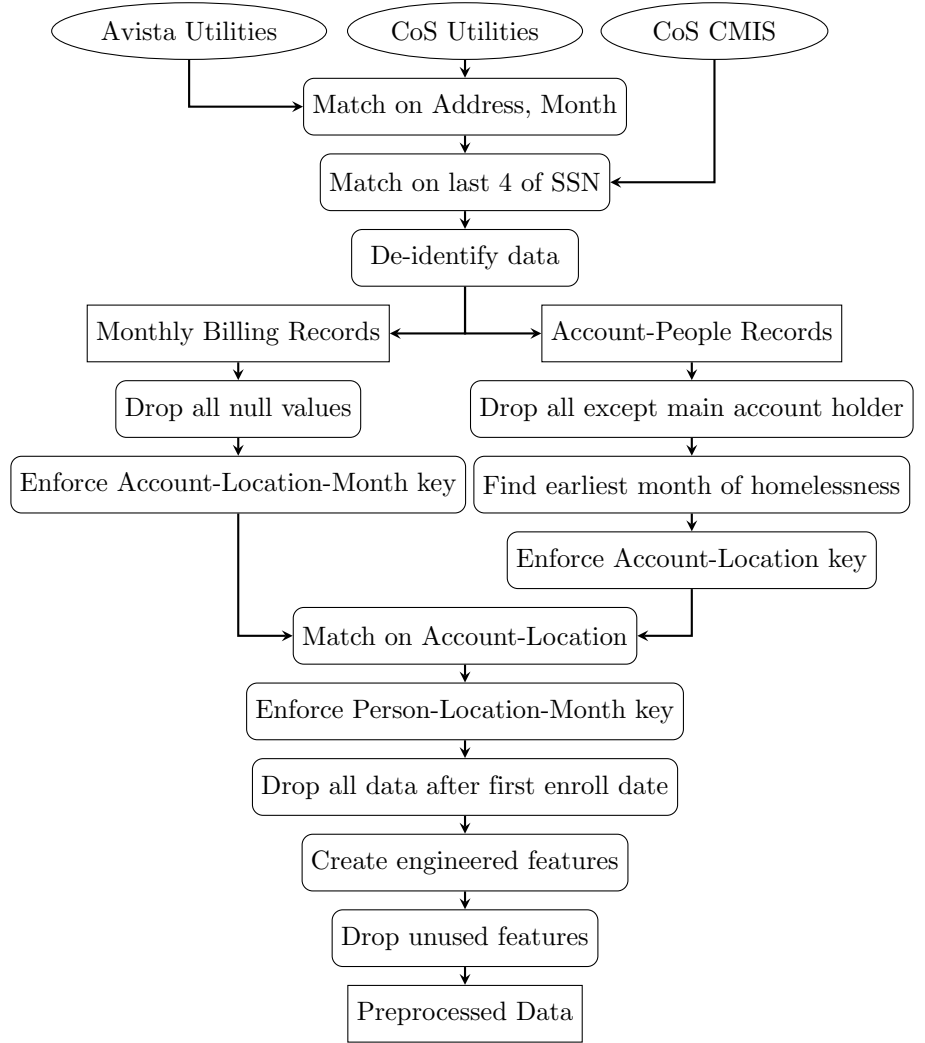 Avista Utilities
CoS Utilities
CoS CMIS
Match on Address, Month
Match on last 4 of SSN
De-identify data
Monthly Billing Records
Account-People Records
Drop all null values
Drop all except main account holder
Enforce Account-Location-Month key
Find earliest month of homelessness
Enforce Account-Location key
Match on Account-Location
Enforce Person-Location-Month key
Drop all data after first enroll date
Create engineered features
Drop unused features
Preprocessed Data